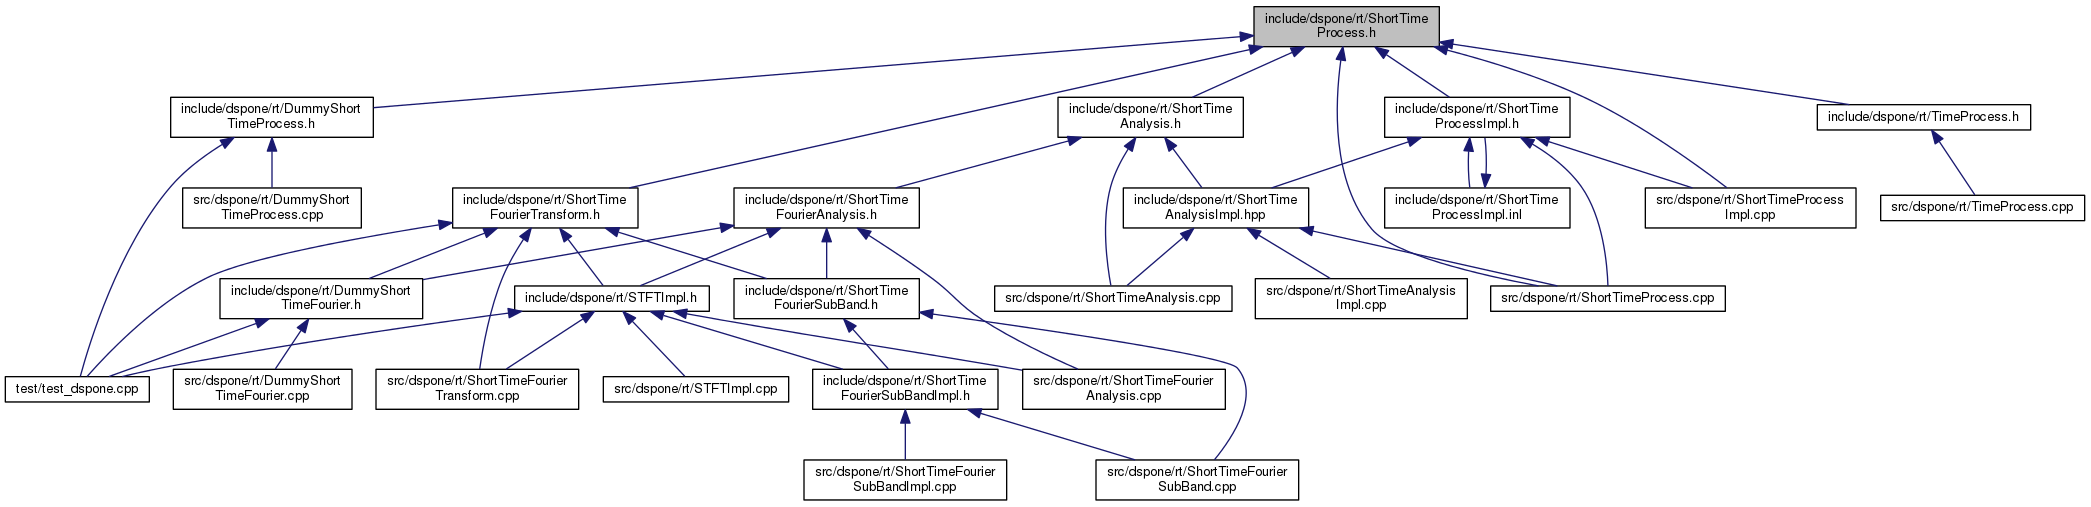 include/dspone/rt/ShortTime
Process.h
include/dspone/rt/DummyShort
TimeProcess.h
include/dspone/rt/ShortTime
Analysis.h
include/dspone/rt/ShortTime
ProcessImpl.h
include/dspone/rt/TimeProcess.h
src/dspone/rt/DummyShort
TimeProcess.cpp
include/dspone/rt/ShortTime
FourierTransform.h
include/dspone/rt/ShortTime
FourierAnalysis.h
include/dspone/rt/ShortTime
AnalysisImpl.hpp
include/dspone/rt/ShortTime
ProcessImpl.inl
src/dspone/rt/ShortTimeProcess
Impl.cpp
src/dspone/rt/TimeProcess.cpp
include/dspone/rt/DummyShort
TimeFourier.h
include/dspone/rt/STFTImpl.h
include/dspone/rt/ShortTime
FourierSubBand.h
src/dspone/rt/ShortTimeAnalysis.cpp
src/dspone/rt/ShortTimeAnalysis
Impl.cpp
src/dspone/rt/ShortTimeProcess.cpp
test/test_dspone.cpp
src/dspone/rt/DummyShort
TimeFourier.cpp
src/dspone/rt/ShortTimeFourier
Transform.cpp
src/dspone/rt/STFTImpl.cpp
include/dspone/rt/ShortTime
FourierSubBandImpl.h
src/dspone/rt/ShortTimeFourier
Analysis.cpp
src/dspone/rt/ShortTimeFourier
SubBandImpl.cpp
src/dspone/rt/ShortTimeFourier
SubBand.cpp